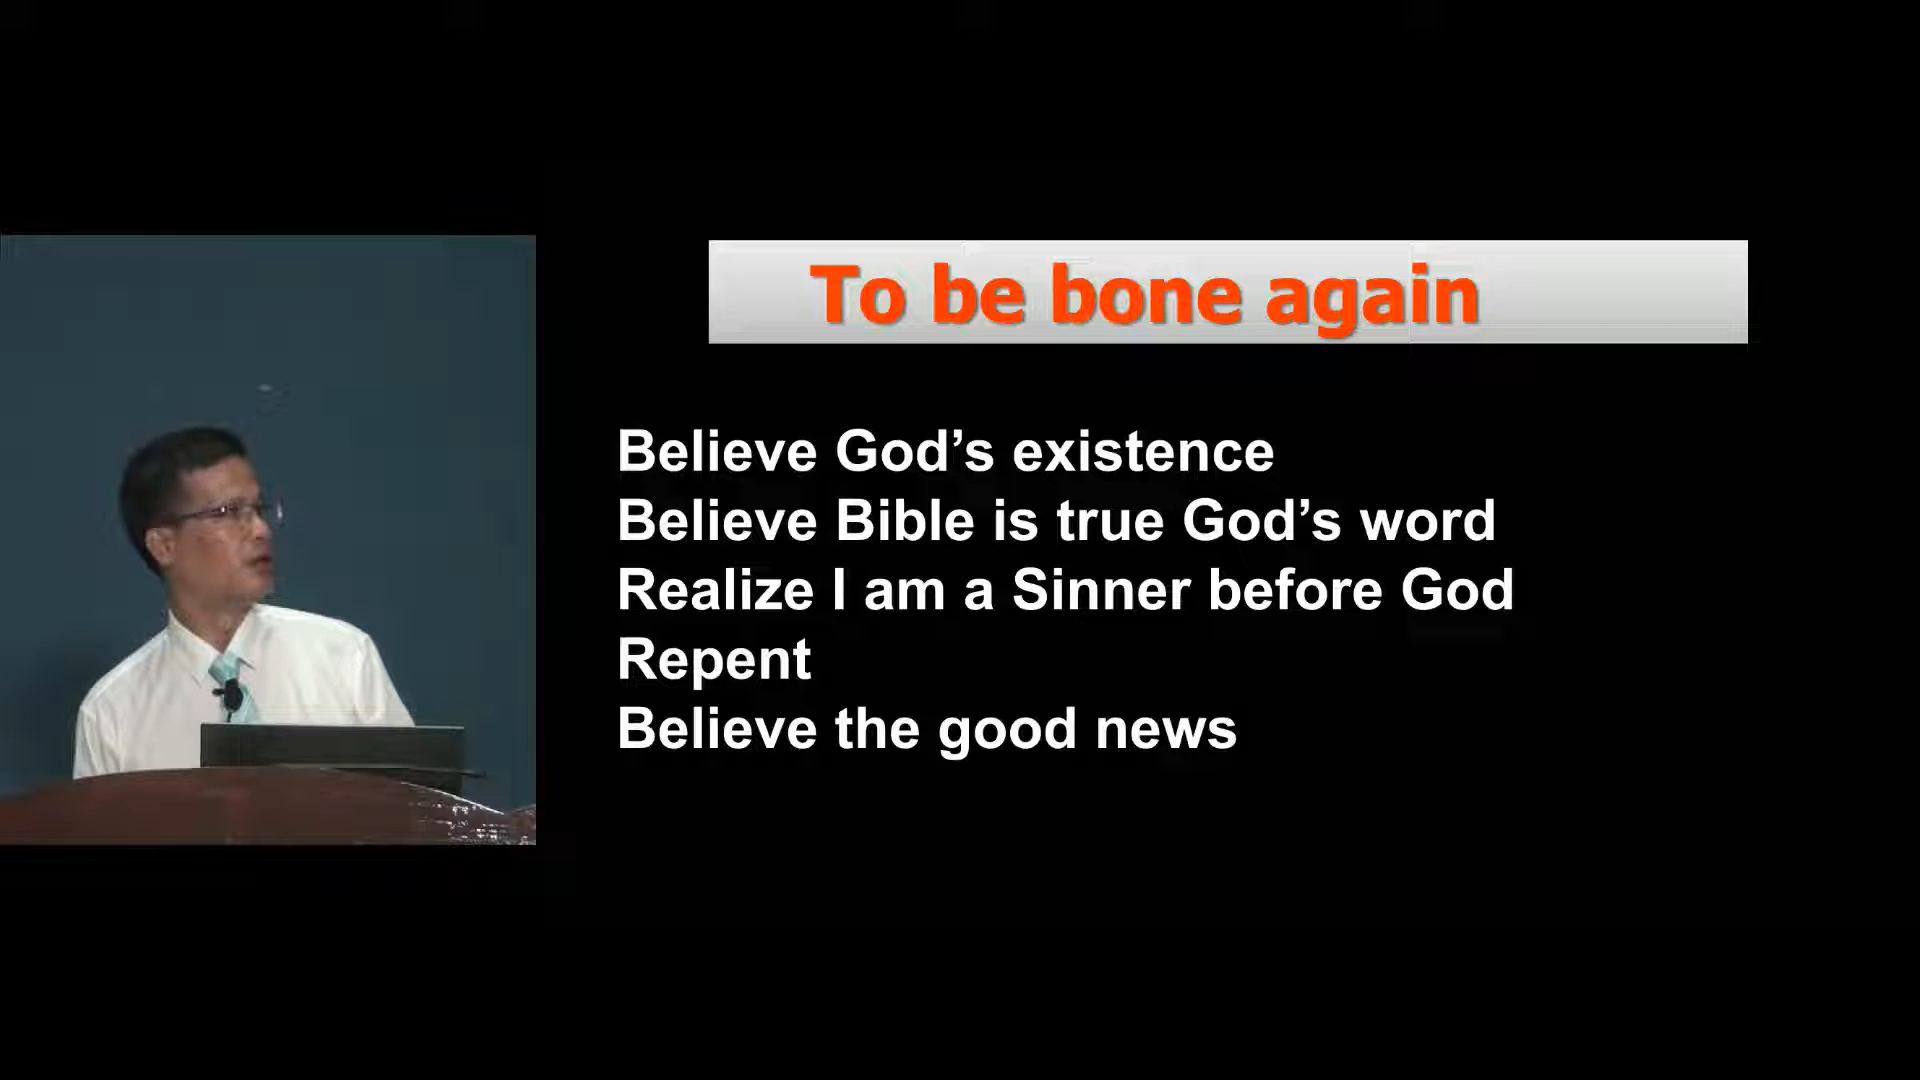 To be bone again
Believe God’s existence
Believe Bible is true God’s word
Realize I am a Sinner before God
Repent
Believe the good news